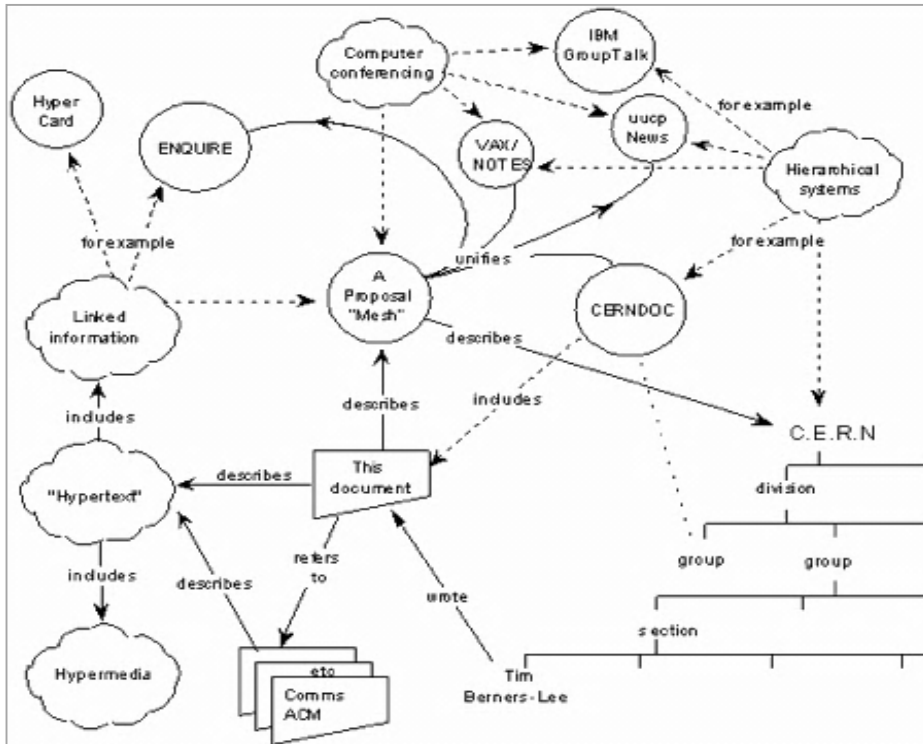 IBM
GroupTalk
Computer
conferencing
Hyper
Card
for example
uucp
News
ENQUIRE
VAX/
NOTES
Hierarchical
systems
for example
for example
unifies
A
Proposal
"Mesh"
CERNDOC
Linked
information
describes
includes
describes
includes
C.E.R.N
This
document
describes
division
"Hypertext"
refers
to
group
group
includes
describes
wrote
section
Hypermedia
etc
Tim
Berners-Lee
Comms
ACM